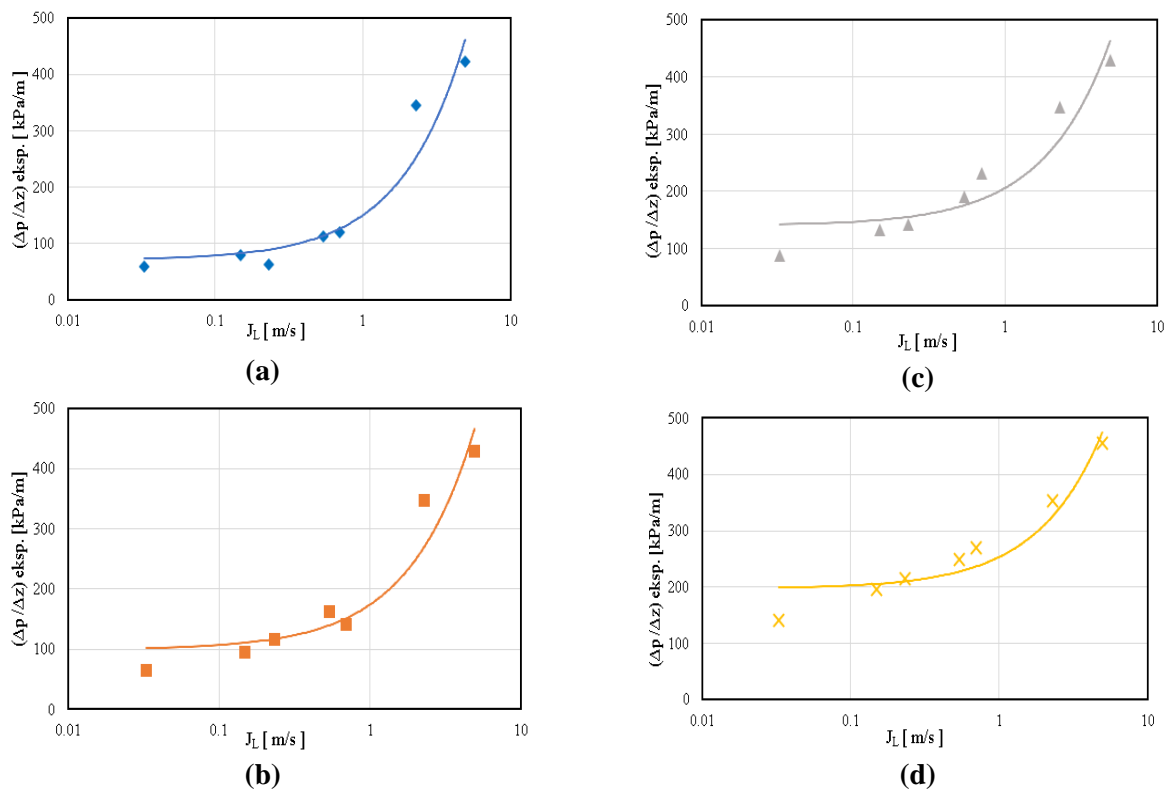 500
400
300
200
100
0
0.01 0.1 1 10
(Δp /Δz) eksp. [ kPa/m]
J_L [ m/s ]
(a)
500
400
300
200
100
0
0.01 0.1 1 10
(Δp /Δz) eksp. [kPa/m]
J_L [ m/s ]
(b)
500
400
300
200
100
0
0.01 0.1 1 10
(Δp /Δz) eksp. [kPa/m]
J_L [ m/s ]
(c)
500
400
300
200
100
0
0.01 0.1 1 10
(Δp /Δz) eksp. [kPa/m]
J_L [ m/s ]
(d)